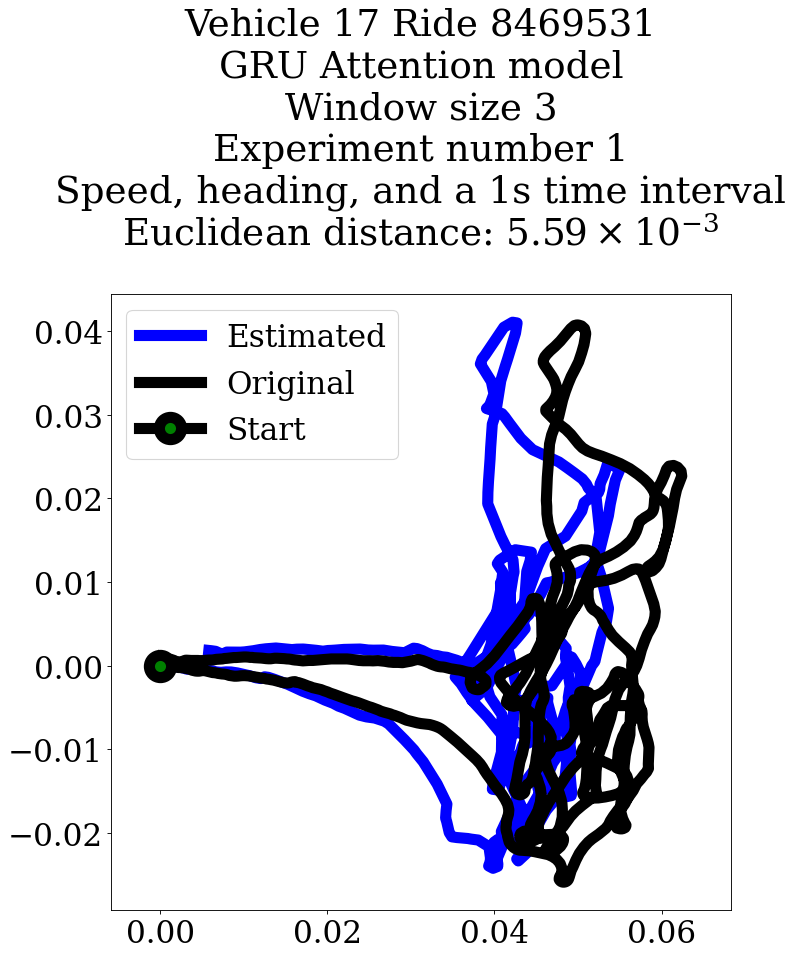 Vehicle 17 Ride 8469531
GRU Attention model
Window size 3
Experiment number 1
Speed, heading, and a 1s time interval
Euclidean distance: 5.59 × 10⁻³
Estimated
Original
Start
0.04
0.03
0.02
0.01
0.00
−0.01
−0.02
0.00 0.02 0.04 0.06